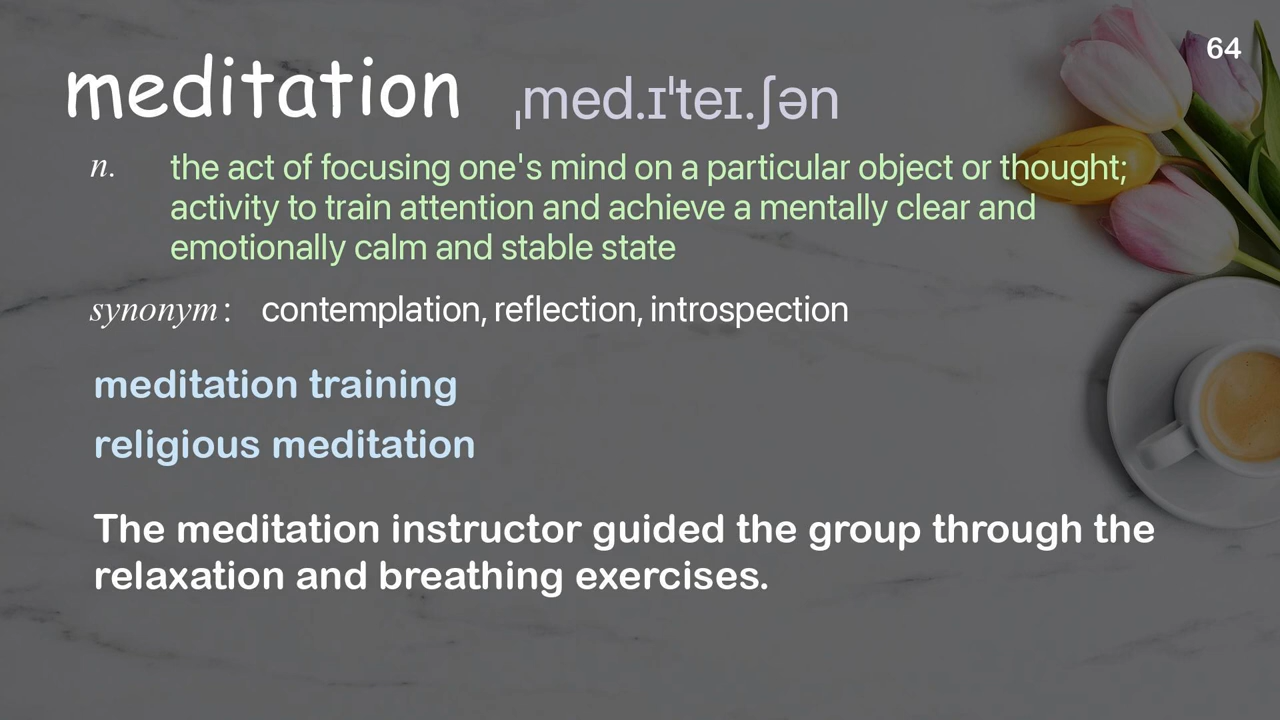 64
meditation ˌmed.ɪˈteɪ.ʃən
n. the act of focusing one's mind on a particular object or thought;
activity to train attention and achieve a mentally clear and
emotionally calm and stable state
synonym: contemplation, reflection, introspection
meditation training
religious meditation
The meditation instructor guided the group through the
relaxation and breathing exercises.